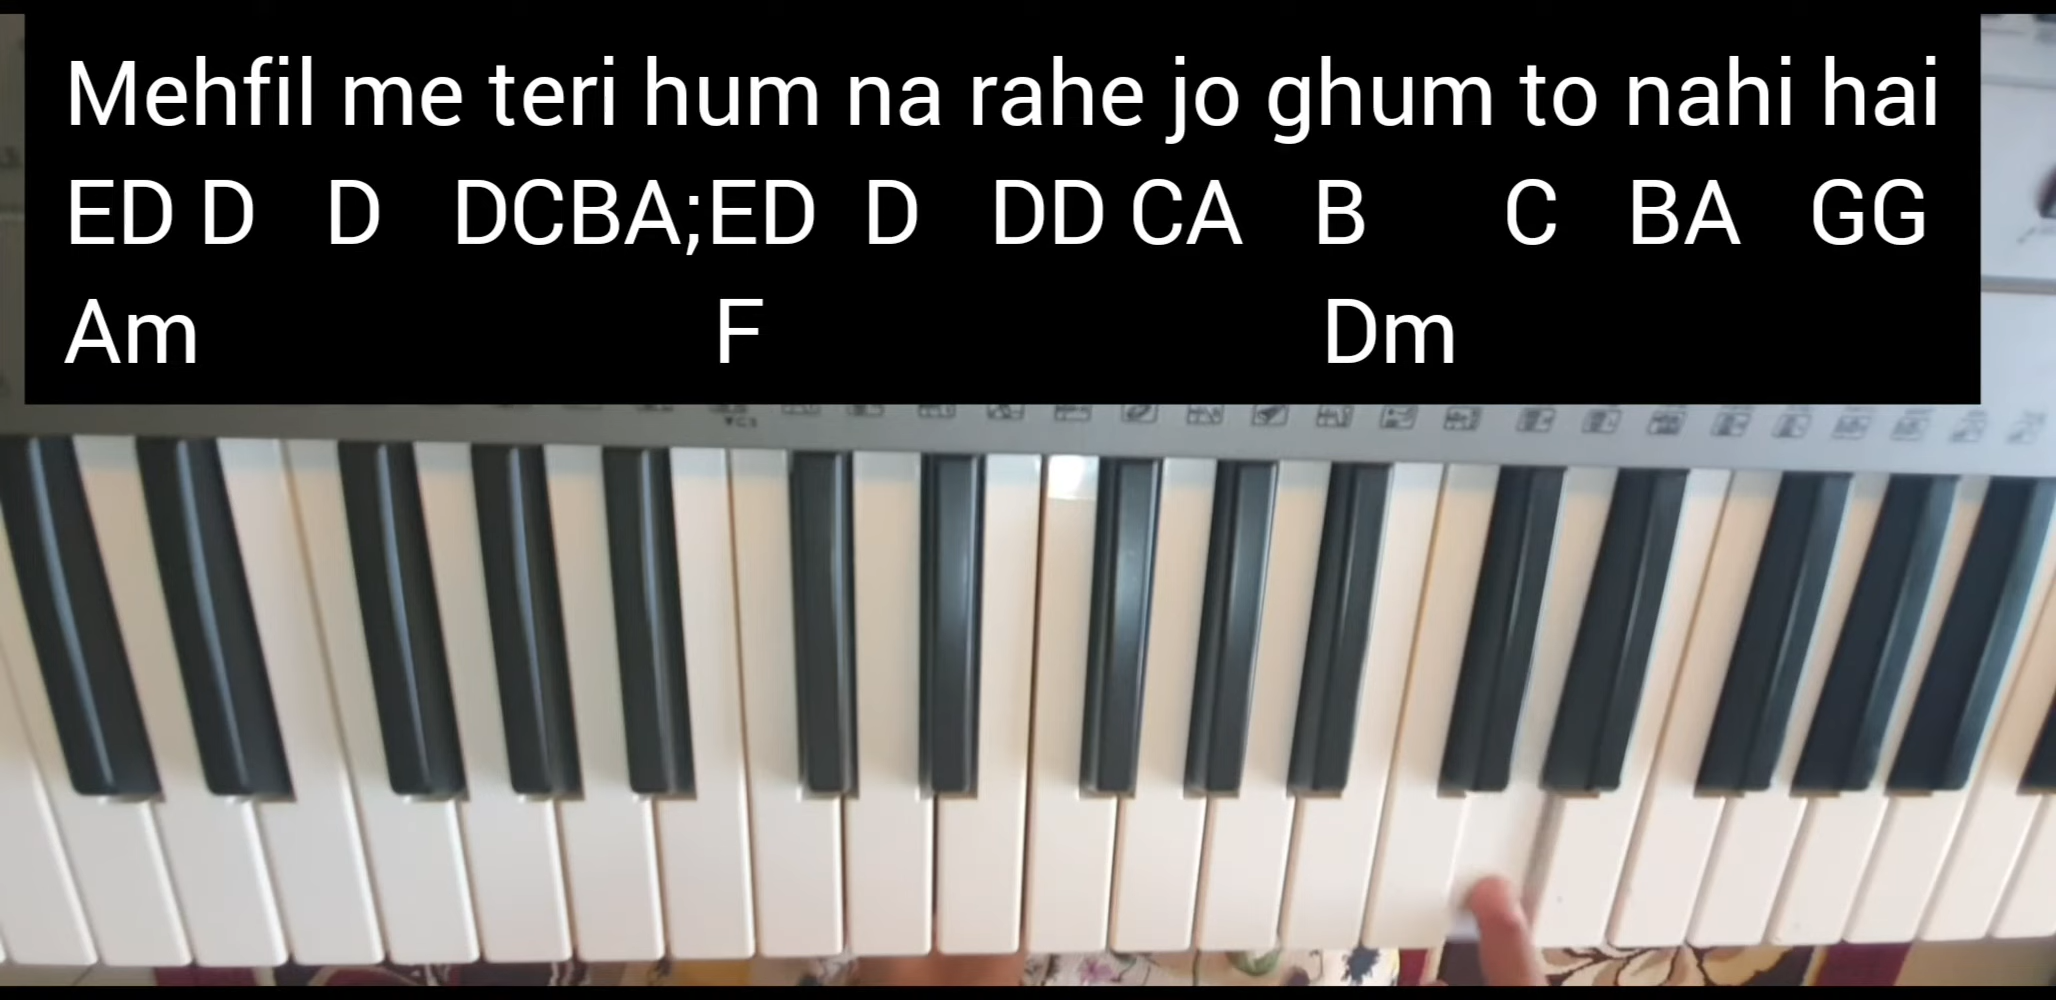 Mehfil me teri hum na rahe jo ghum to nahi hai
ED D D DCBA;ED D DD CA B C BA GG
Am F Dm